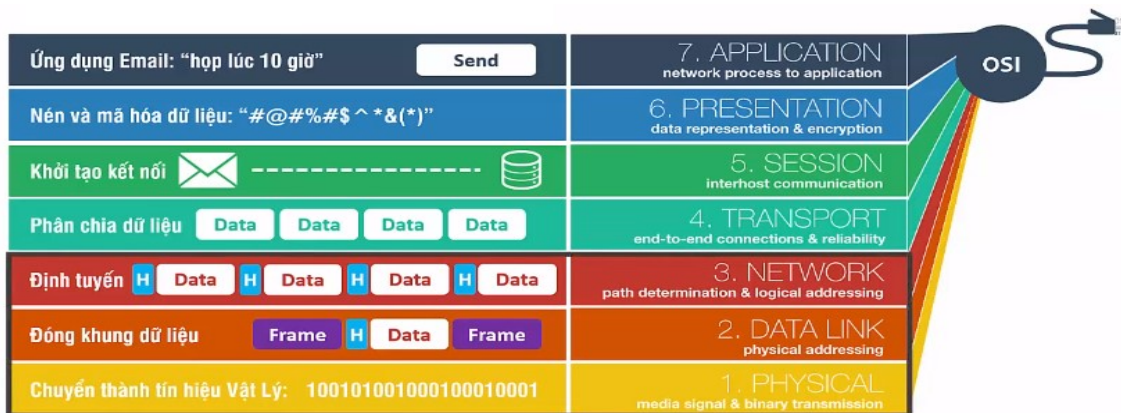 Ứng dụng Email: “họp lúc 10 giờ” Send
7. APPLICATION
network process to application
OSI
Nén và mã hóa dữ liệu: “#@#%#$^*&(*)”
6. PRESENTATION
data representation & encryption
Khởi tạo kết nối
5. SESSION
interhost communication
Phân chia dữ liệu Data Data Data Data
4. TRANSPORT
end-to-end connections & reliability
Định tuyến H Data H Data H Data H Data
3. NETWORK
path determination & logical addressing
Đóng khung dữ liệu Frame H Data Frame
2. DATA LINK
physical addressing
Chuyển thành tín hiệu Vật Lý: 100101001000100010001
1. PHYSICAL
media signal & binary transmission